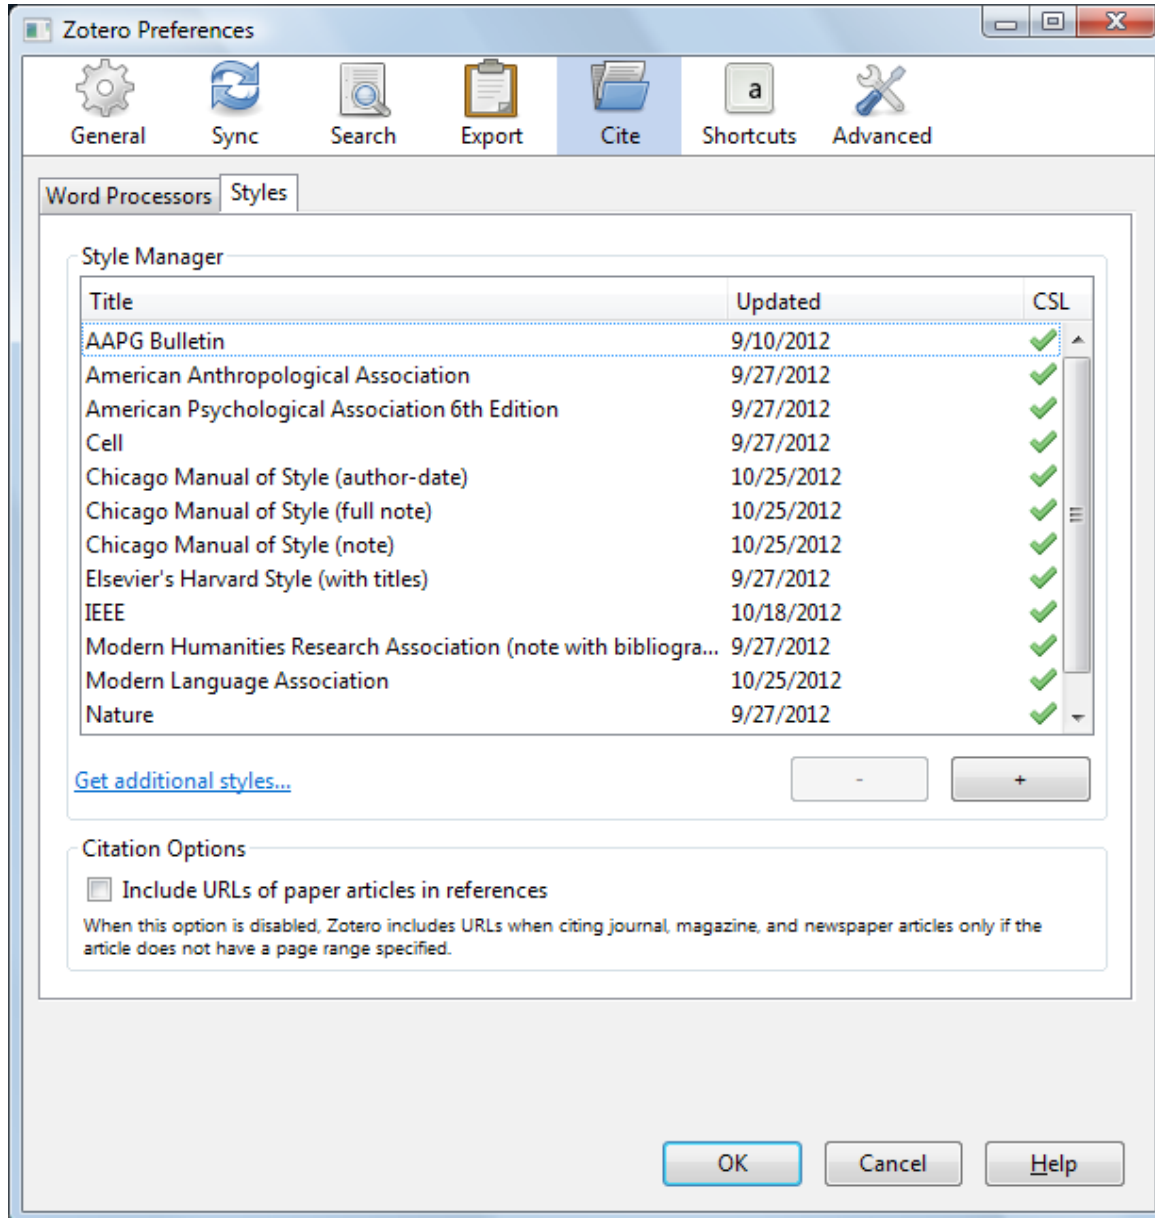 Zotero Preferences
General Sync Search Export Cite a Shortcuts Advanced
Word Processors Styles
Style Manager
Title Updated CSL
AAPG Bulletin 9/10/2012
American Anthropological Association 9/27/2012
American Psychological Association 6th Edition 9/27/2012
Cell 9/27/2012
Chicago Manual of Style (author-date) 10/25/2012
Chicago Manual of Style (full note) 10/25/2012
Chicago Manual of Style (note) 10/25/2012
Elsevier's Harvard Style (with titles) 9/27/2012
IEEE 10/18/2012
Modern Humanities Research Association (note with bibliogra... 9/27/2012
Modern Language Association 10/25/2012
Nature 9/27/2012
Get additional styles... - +
Citation Options
Include URLs of paper articles in references
When this option is disabled, Zotero includes URLs when citing journal, magazine, and newspaper articles only if the
article does not have a page range specified.
OK Cancel Help